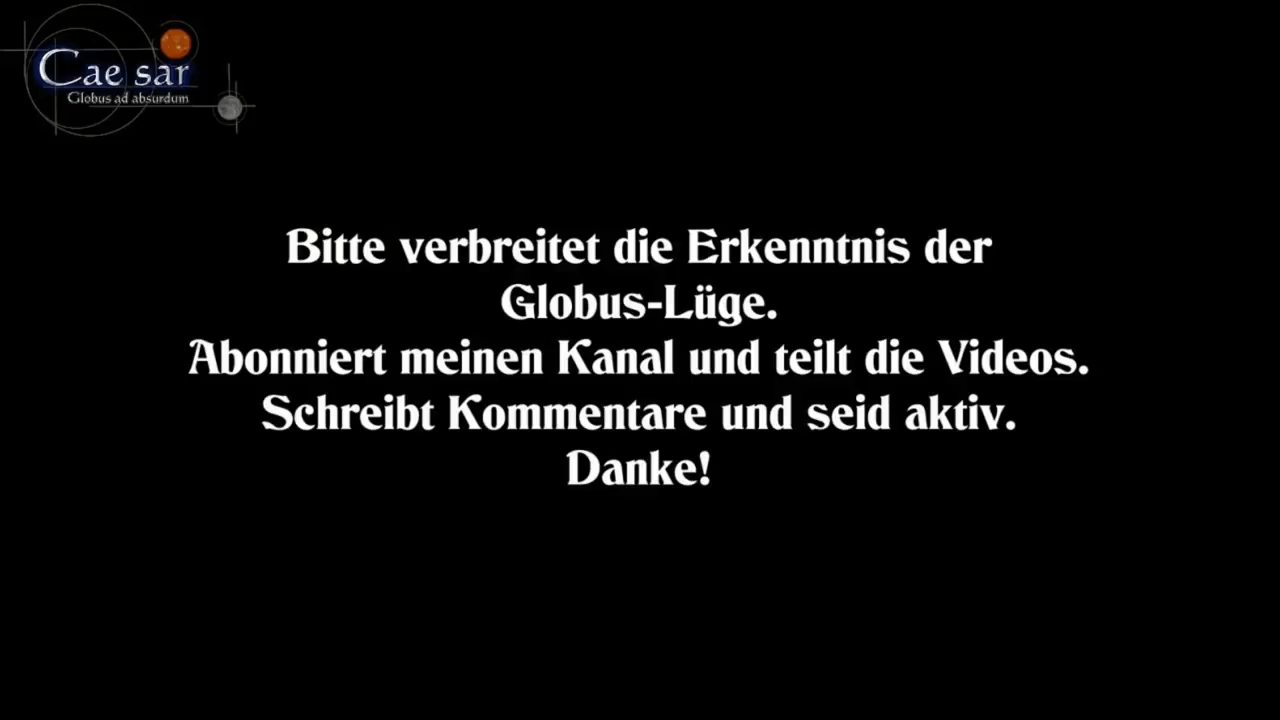 Cae sar
Globus ad absurdum
Bitte verbreitet die Erkenntnis der
Globus-Lüge.
Abonniert meinen Kanal und teilt die Videos.
Schreibt Kommentare und seid aktiv.
Danke!